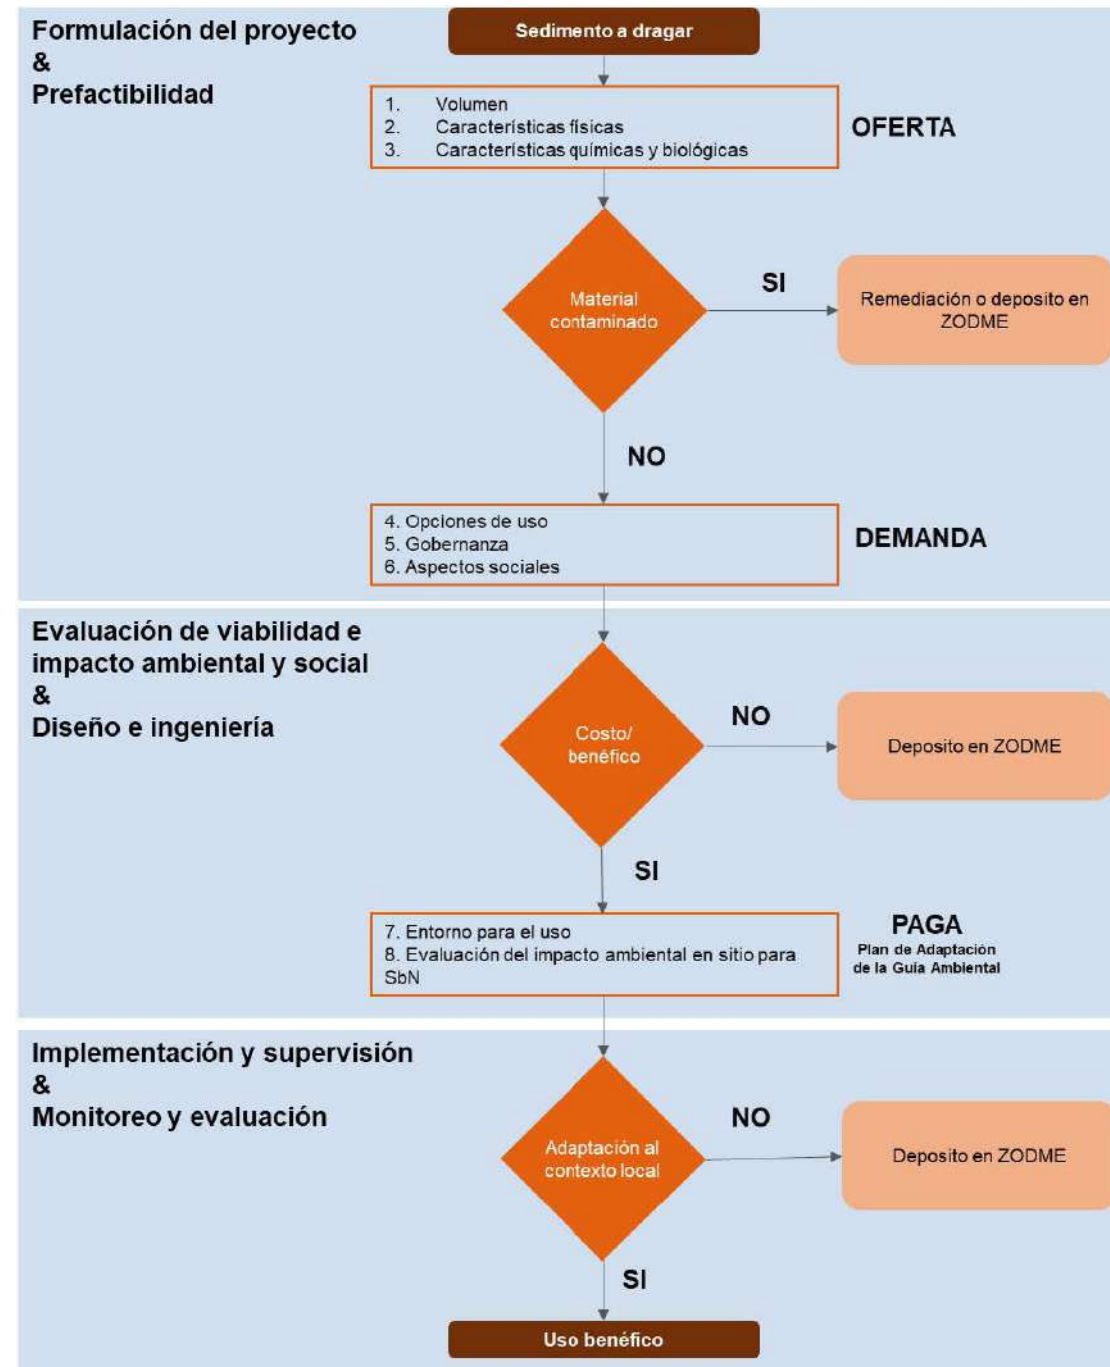 Formulación del proyecto
&
Prefactibilidad
Sedimento a dragar
1. Volumen
2. Características físicas
3. Características químicas y biológicas
OFERTA
Material
contaminado
SI
Remediación o deposito en
ZODME
NO
4. Opciones de uso
5. Gobernanza
6. Aspectos sociales
DEMANDA
Evaluación de viabilidad e
impacto ambiental y social
&
Diseño e ingeniería
Costo/
benéfico
NO
Deposito en ZODME
SI
7. Entorno para el uso
8. Evaluación del impacto ambiental en sitio para
SbN
PAGA
Plan de Adaptación
de la Guía Ambiental
Implementación y supervisión
&
Monitoreo y evaluación
Adaptación al
contexto local
NO
Deposito en ZODME
SI
Uso benéfico